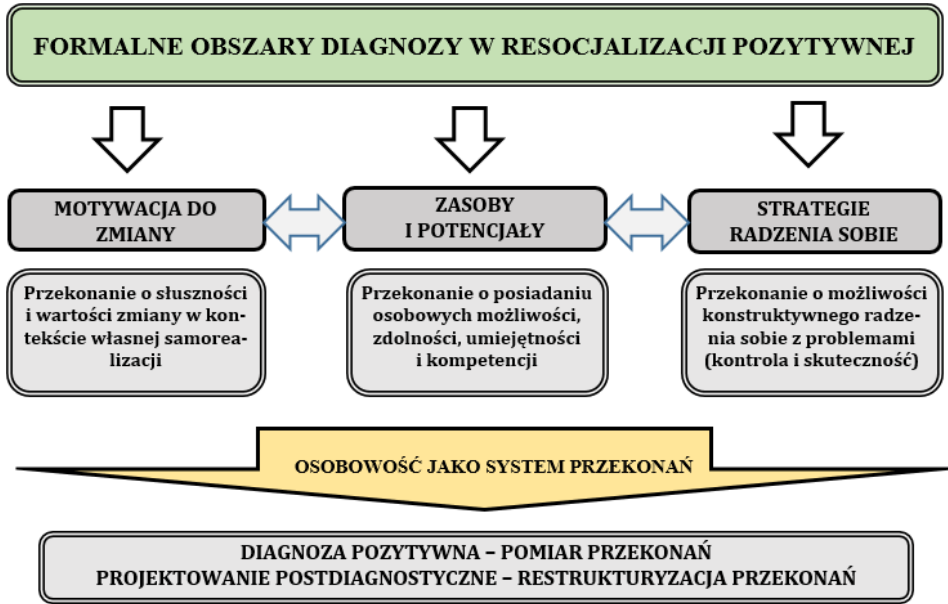 FORMALNE OBSZARY DIAGNOZY W RESOCJALIZACJI POZYTYWNEJ
MOTYWACJA DO
ZMIANY
ZASOBY
I POTENCJAŁY
STRATEGIE
RADZENIA SOBIE
Przekonanie o słuszności
i wartości zmiany w kon-
tekście własnej samorea-
lizacji
Przekonanie o posiadaniu
osobowych możliwości,
zdolności, umiejętności
i kompetencji
Przekonanie o możliwości
konstruktywnego radze-
nia sobie z problemami
(kontrola i skuteczność)
OSOBOWOŚĆ JAKO SYSTEM PRZEKONAŃ
DIAGNOZA POZYTYWNA – POMIAR PRZEKONAŃ
PROJEKTOWANIE POSTDIAGNOSTYCZNE – RESTRUKTURYZACJA PRZEKONAŃ